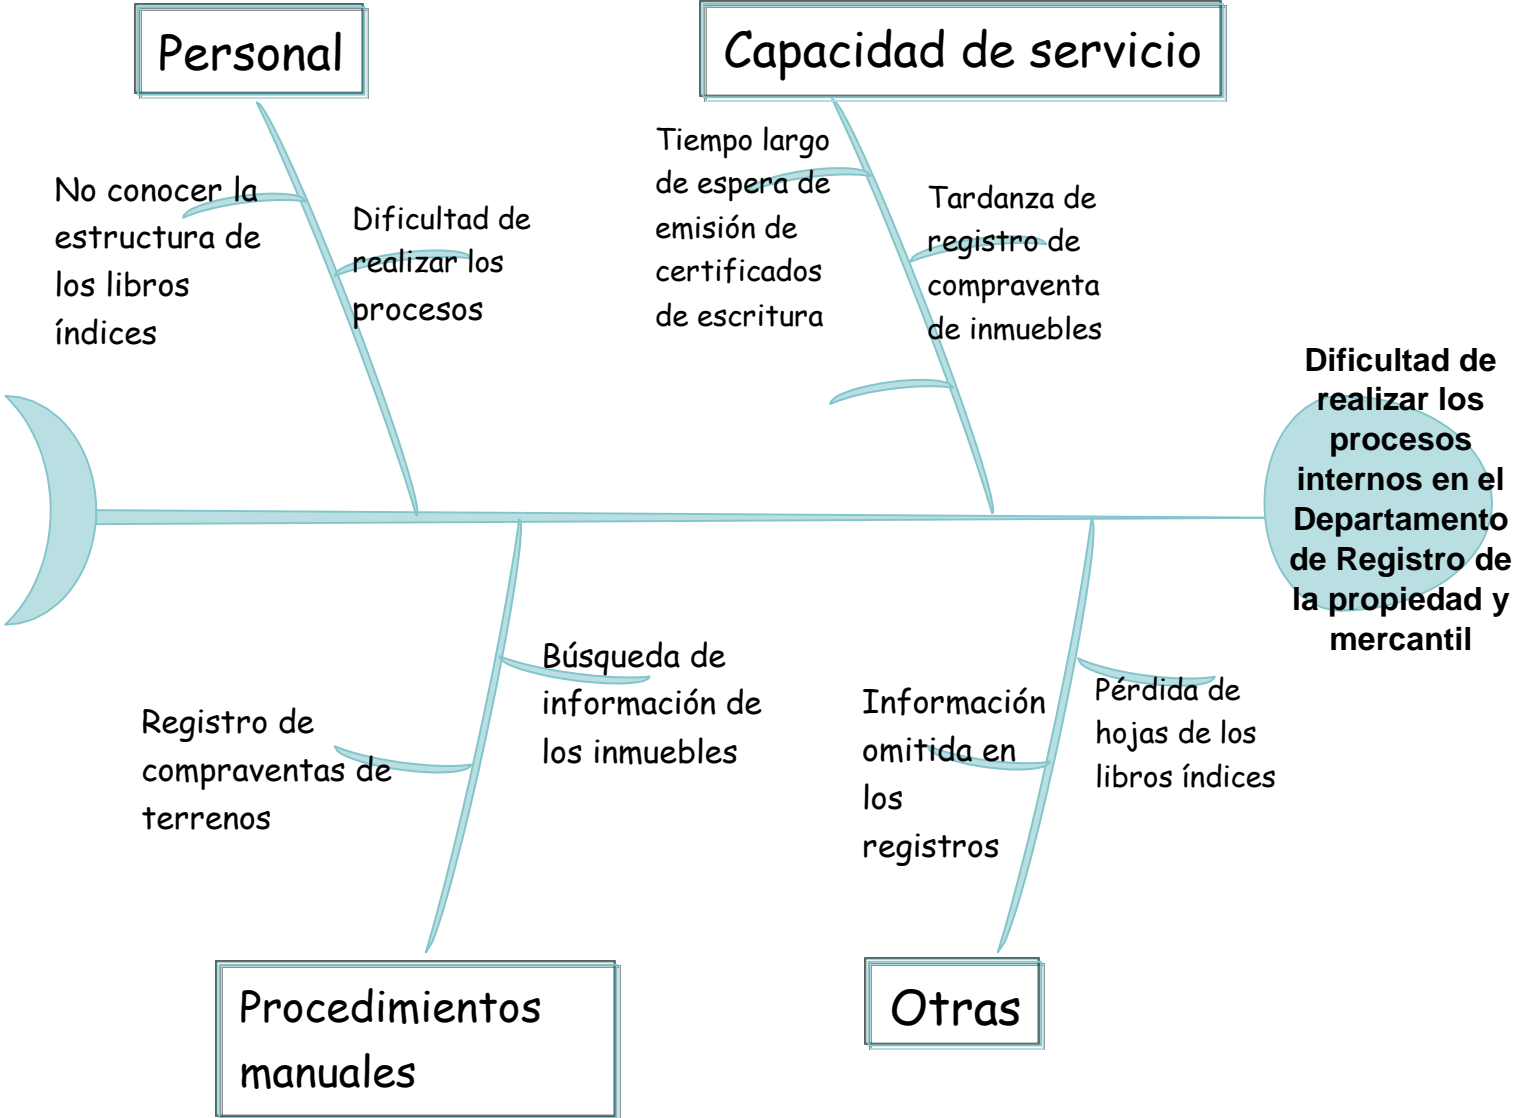 Personal
Capacidad de servicio
No conocer la
estructura de
los libros
índices
Dificultad de
realizar los
procesos
Tiempo largo
de espera de
emisión de
certificados
de escritura
Tardanza de
registro de
compraventa
de inmuebles
Dificultad de
realizar los
procesos
internos en el
Departamento
de Registro de
la propiedad y
mercantil
Registro de
compraventas de
terrenos
Búsqueda de
información de
los inmuebles
Información
omitida en
los
registros
Pérdida de
hojas de los
libros índices
Procedimientos
manuales
Otras